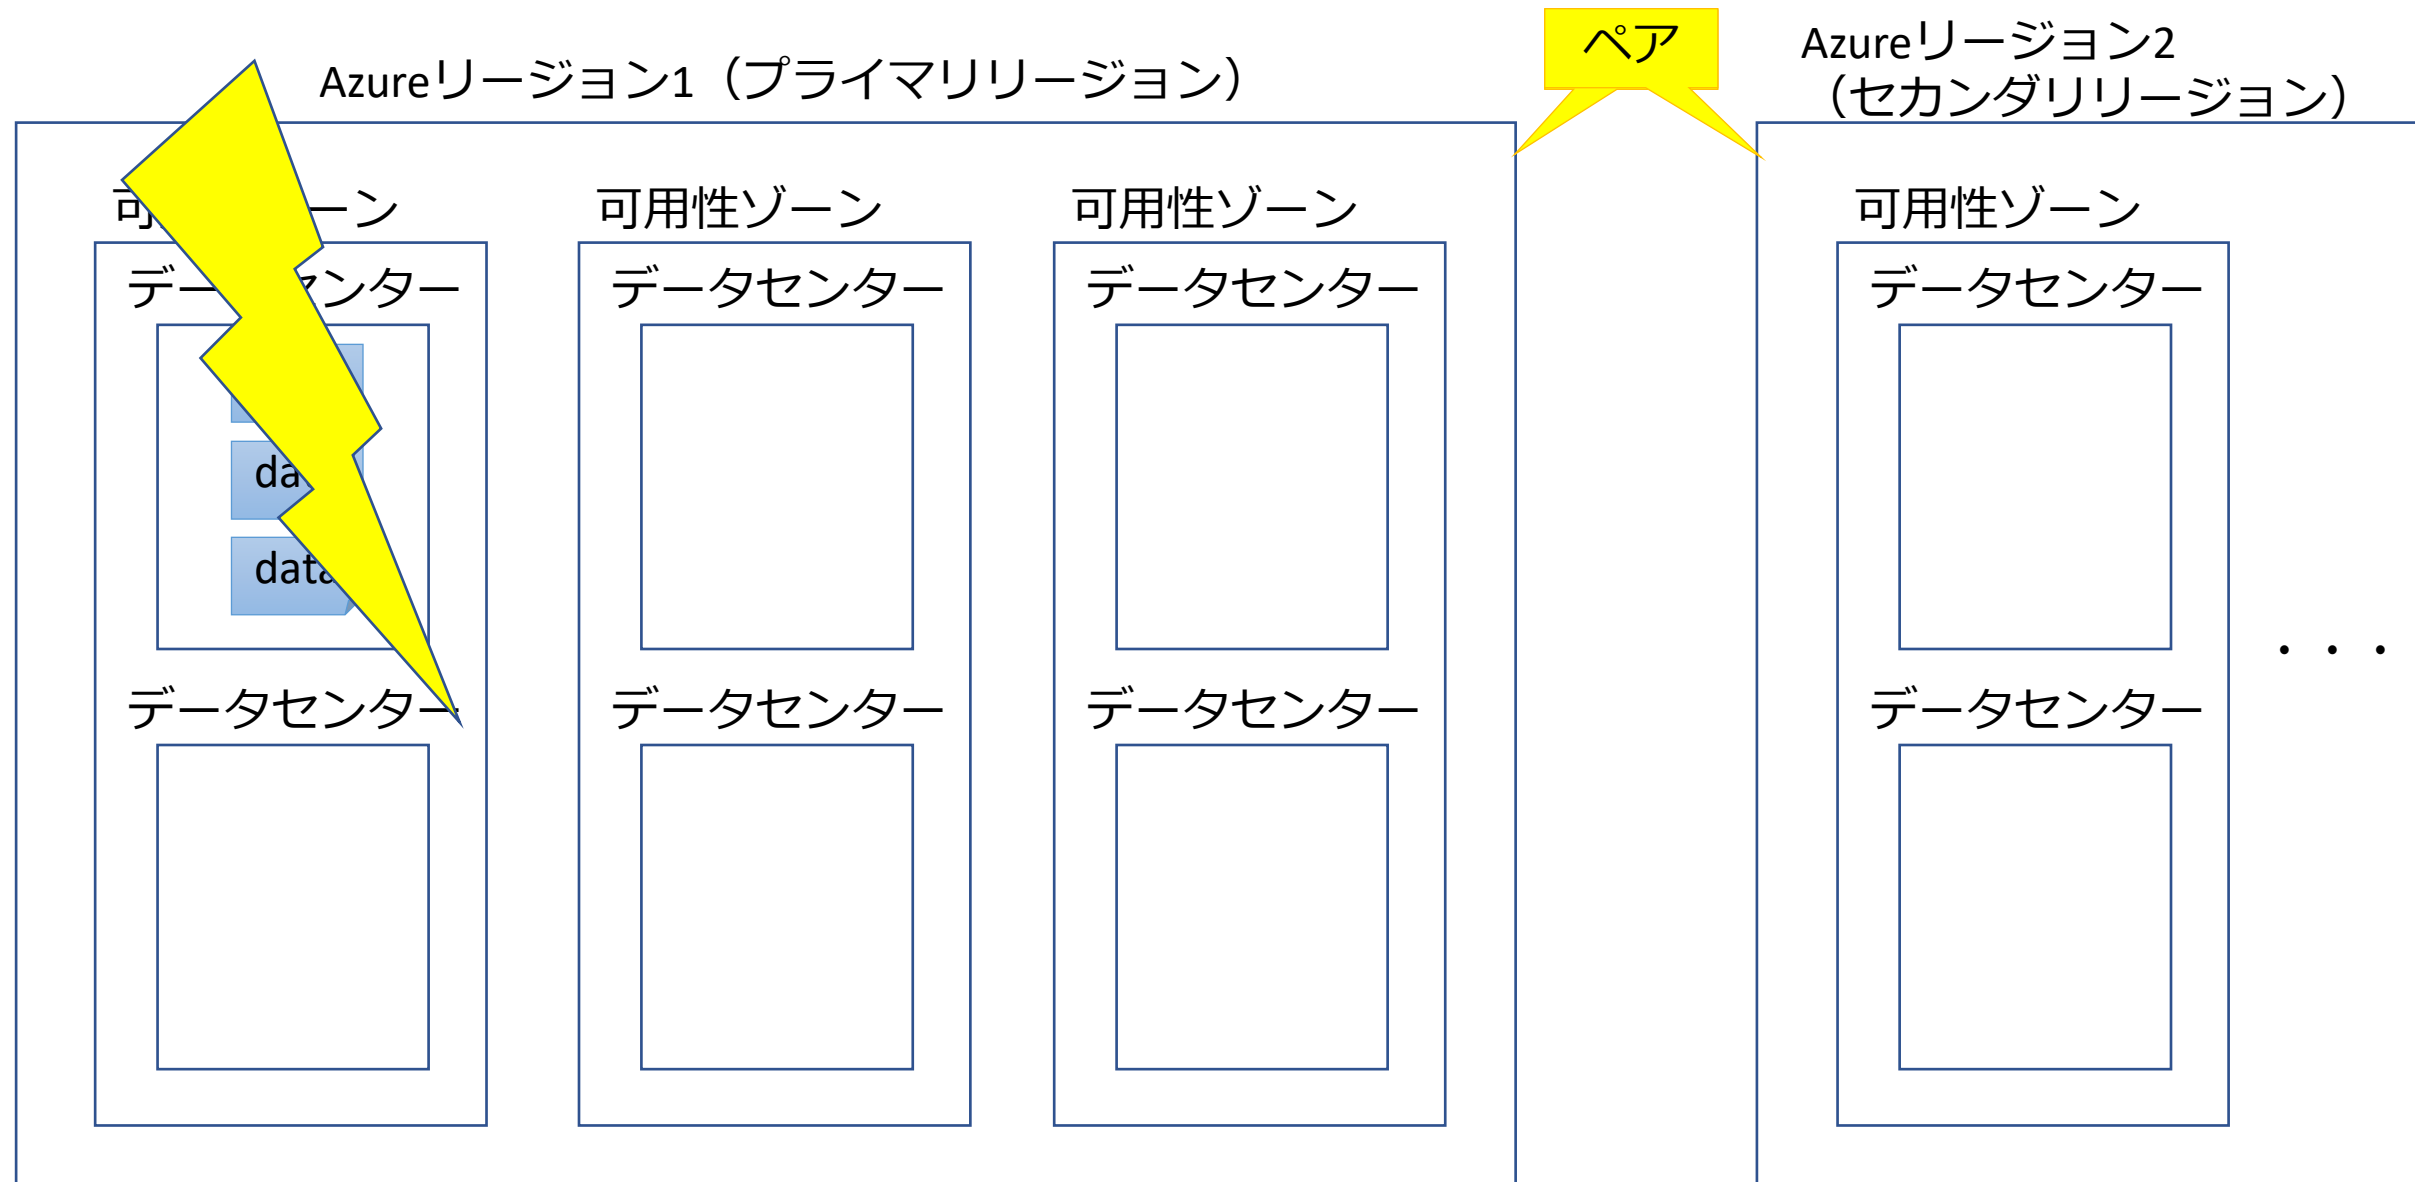 Azureリージョン1（プライマリリージョン）
ペア
Azureリージョン2
（セカンダリリージョン）
可用性ゾーン
可用性ゾーン
可用性ゾーン
データセンター
データセンター
データセンター
データセンター
data
データセンター
データセンター
データセンター
データセンター
・・・